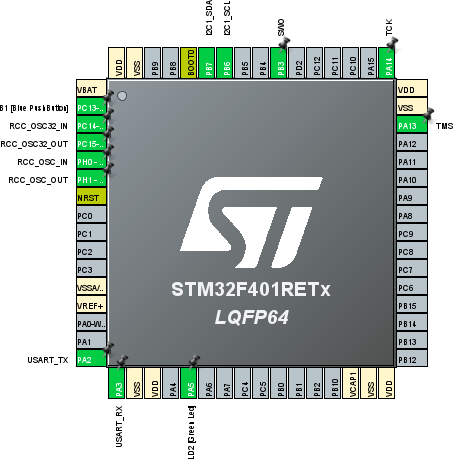 I2C1_SDA
I2C1_SCL
SWO
TCK
VDD
VSS
PB9
PB8
BOOT0
PB7
PB6
PB5
PB4
PB3
PD2
PC12
PC11
PC10
PA15
PA14
VBAT
B1 [Blue PushButton]
PC13-..
RCC_OSC32_IN
PC14-..
RCC_OSC32_OUT
PC15-..
RCC_OSC_IN
PH0-..
RCC_OSC_OUT
PH1-..
NRST
PC0
PC1
PC2
PC3
VSSA/..
VREF+
PA0-W..
PA1
USART_TX
PA2
VDD
VSS
PA13
TMS
PA12
PA11
PA10
PA9
PA8
PC9
PC8
PC7
PC6
PB15
PB14
PB13
PB12
ST
STM32F401RETx
LQFP64
PA3
VSS
VDD
PA4
PA5
PA6
PA7
PC4
PC5
PB0
PB1
PB2
PB10
VCAP1
VSS
VDD
USART_RX
LD2 [Green Led]